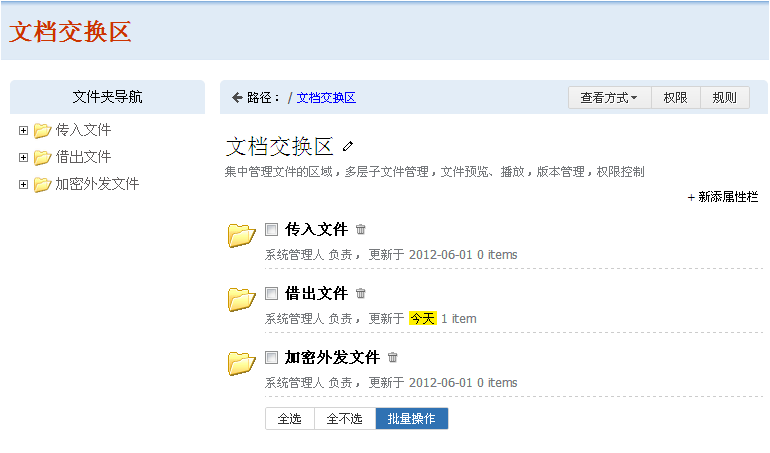 文档交换区
文件夹导航
传入文件
借出文件
加密外发文件
路径： / 文档交换区
查看方式 权限 规则
文档交换区
集中管理文件的区域，多层子文件管理，文件预览、播放，版本管理，权限控制
+ 新添属性栏
传入文件
系统管理人 负责， 更新于 2012-06-01 0 items
借出文件
系统管理人 负责， 更新于 今天 1 item
加密外发文件
系统管理人 负责， 更新于 2012-06-01 0 items
全选 全不选 批量操作